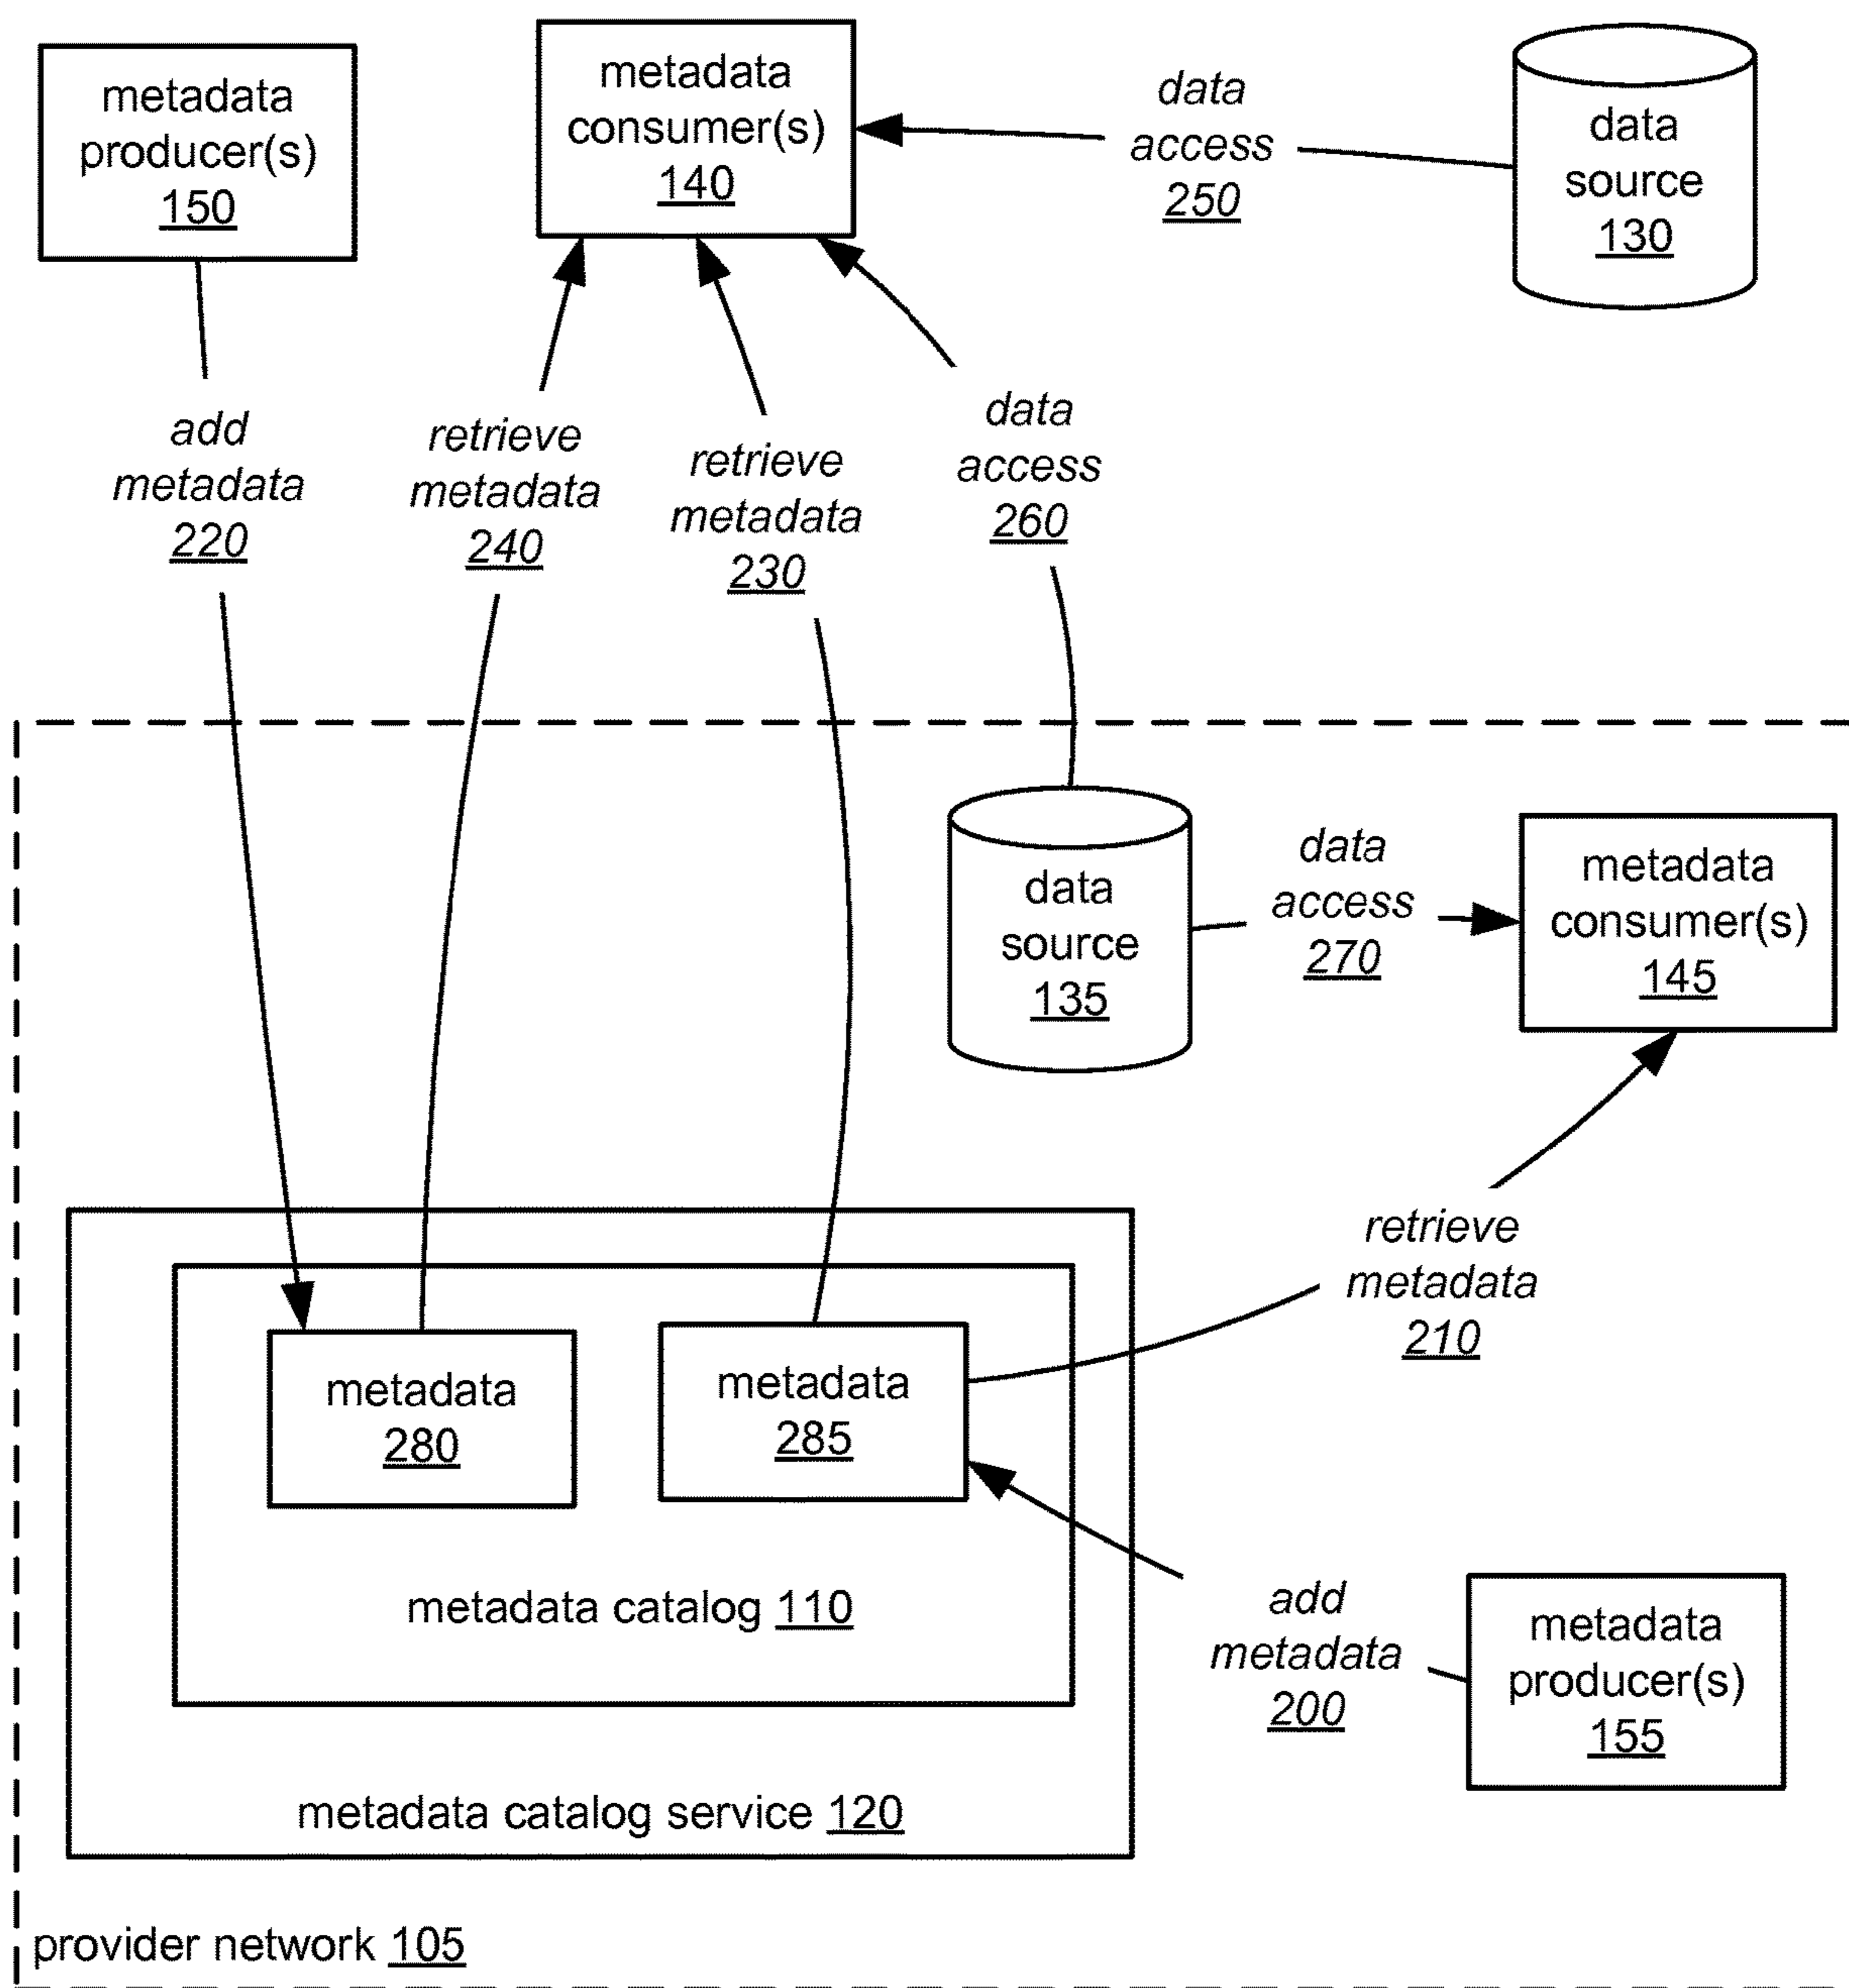 metadata
producer(s)
150
metadata
consumer(s)
140
data
access
250
data
source
130
add
metadata
220
retrieve
metadata
240
retrieve
metadata
230
data
access
260
data
source
135
data
access
270
metadata
consumer(s)
145
retrieve
metadata
210
metadata
280
metadata
285
metadata catalog 110
add
metadata
200
metadata
producer(s)
155
metadata catalog service 120
provider network 105